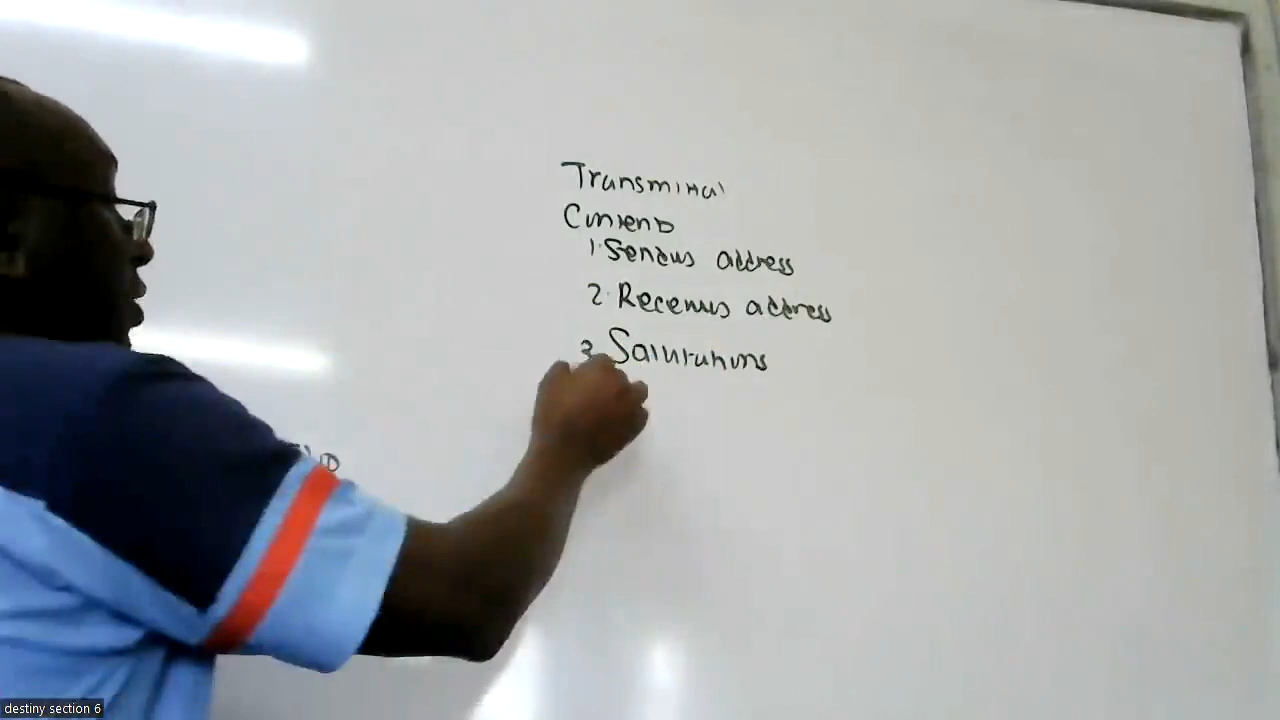 Transmittal
Contents
1. Senders address
2. Receivers address
3 Salutations
destiny section 6